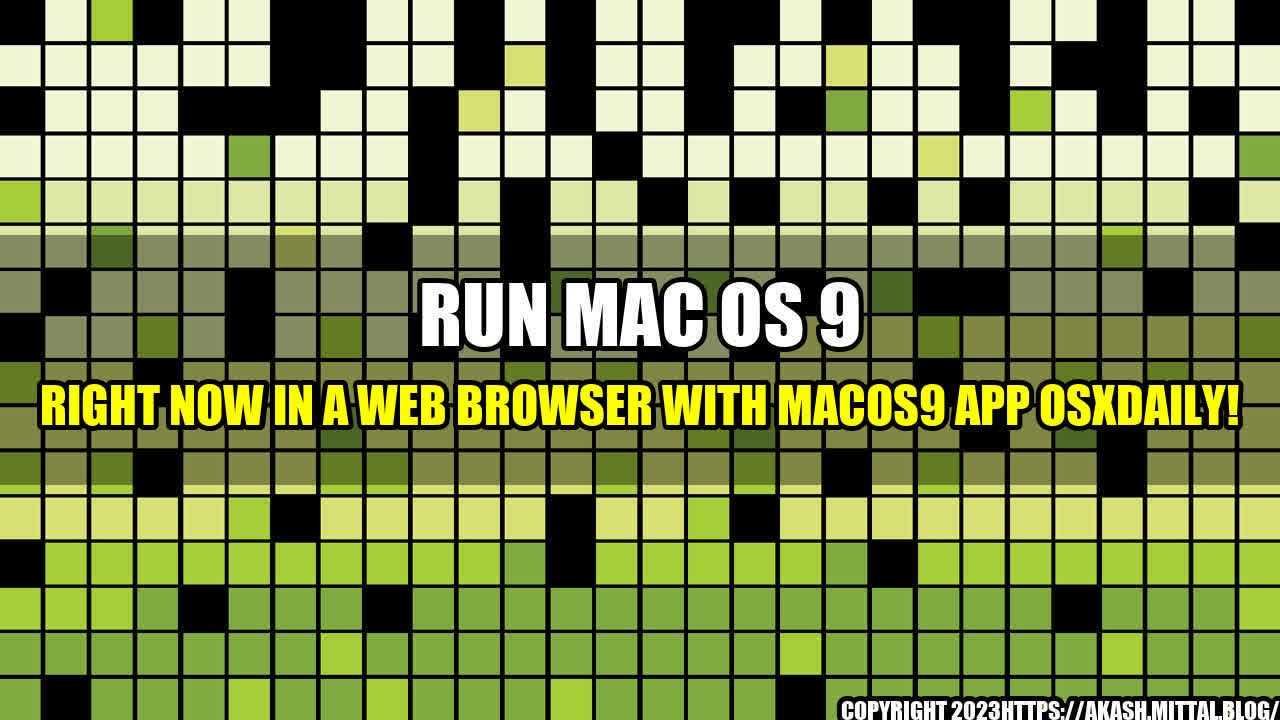 RUN MAC OS 9
RIGHT NOW IN A WEB BROWSER WITH MACOS9 APP OSXDAILY!
COPYRIGHT 2023HTTPS://AKASH.MITTAL.BLOG/